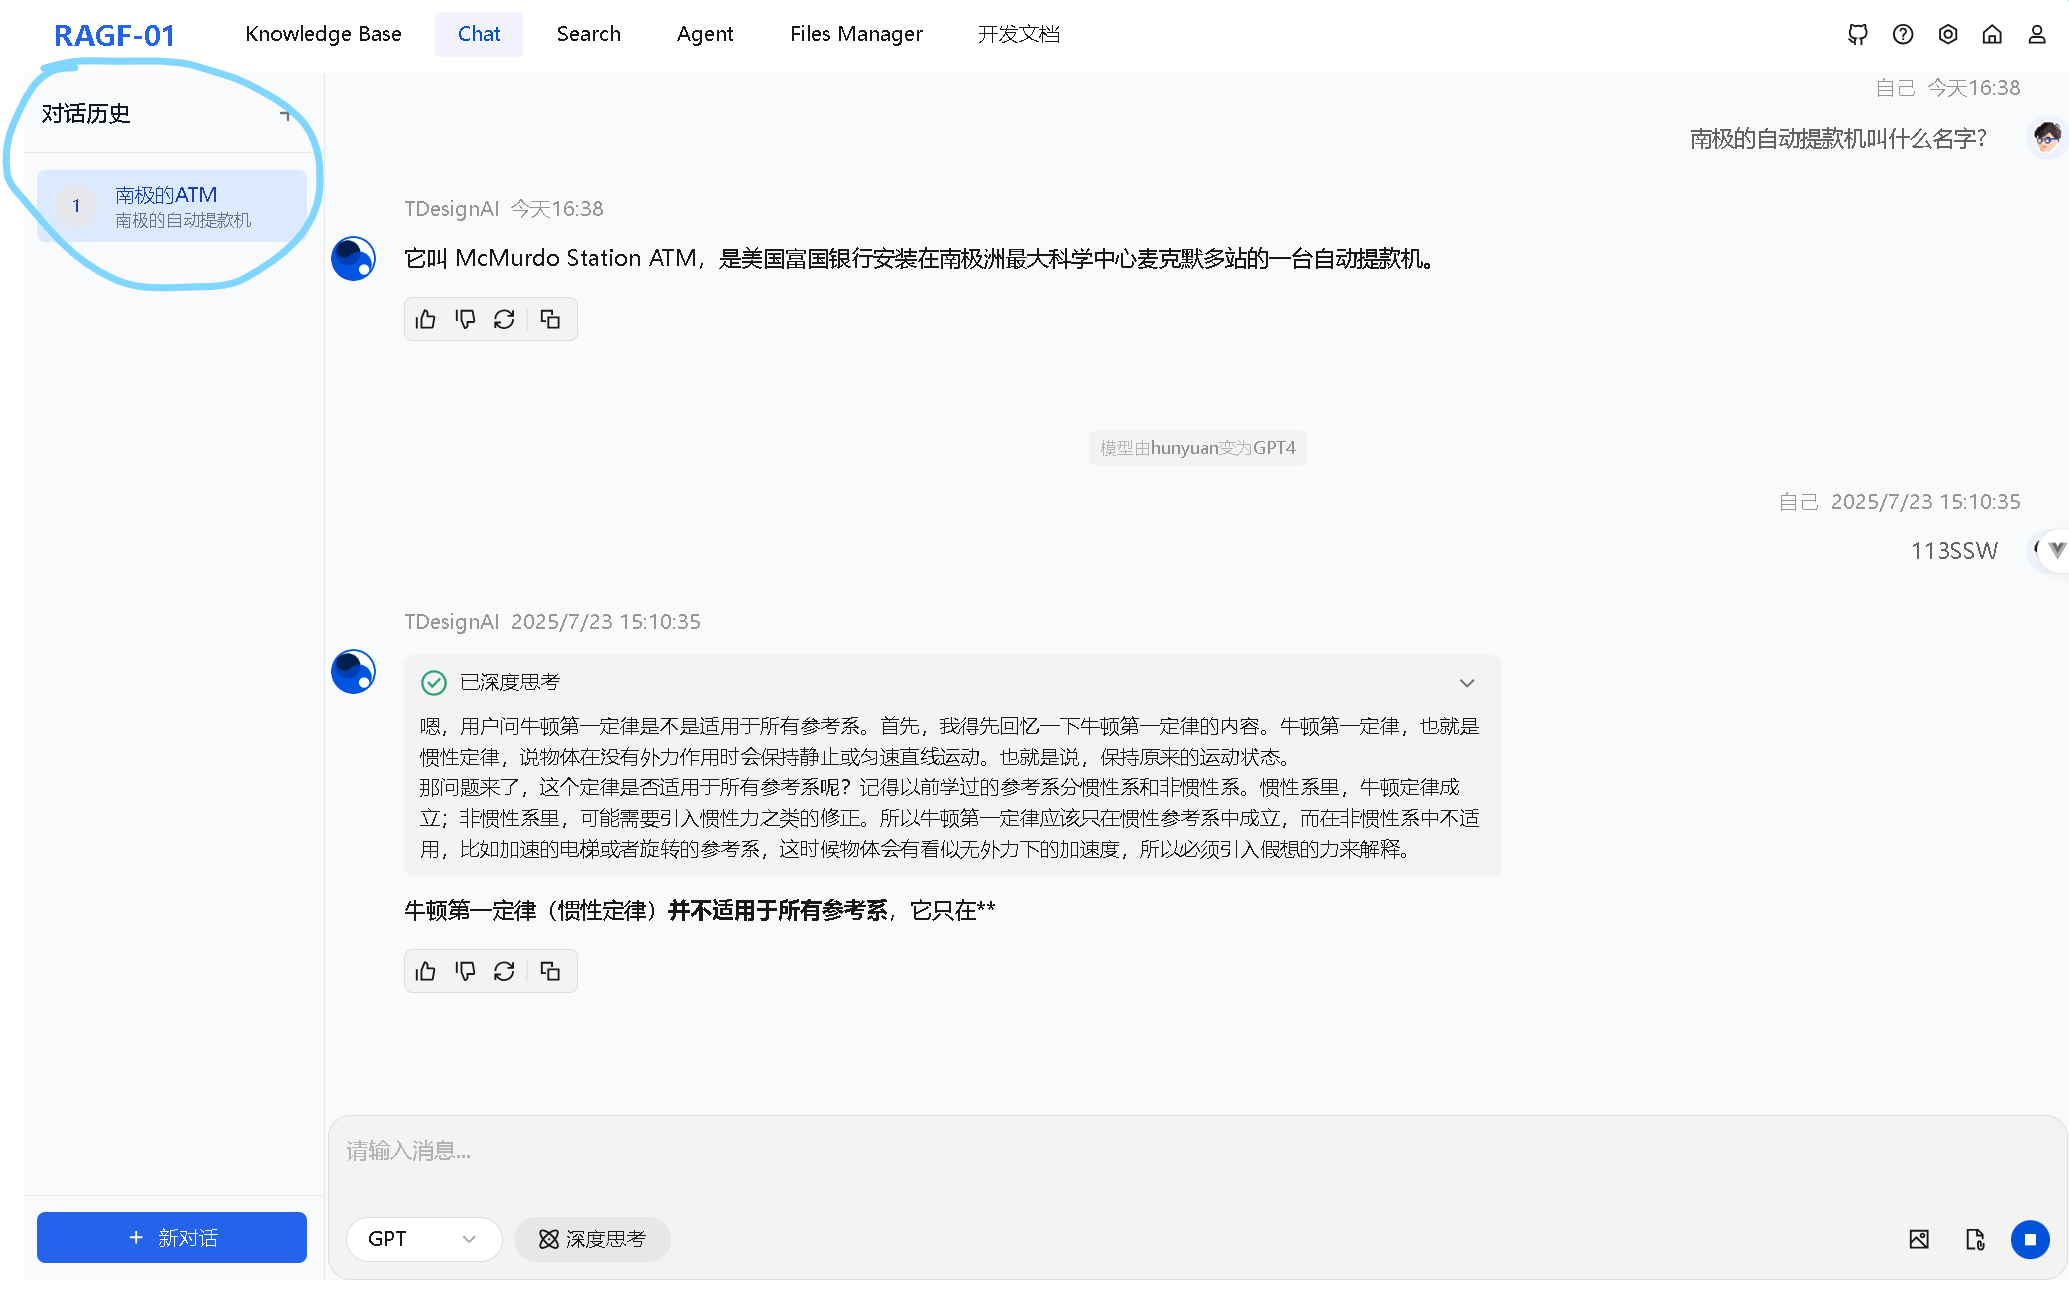 RAGF-01 Knowledge Base Chat Search Agent Files Manager 开发文档
对话历史
1
南极的ATM
南极的自动提款机
自己 今天16:38
南极的自动提款机叫什么名字?
TDesignAI 今天16:38
它叫 McMurdo Station ATM，是美国富国银行安装在南极洲最大科学中心麦克默多站的一台自动提款机。
模型由hunyuan变为GPT4
自己 2025/7/23 15:10:35
113SSW
TDesignAI 2025/7/23 15:10:35
已深度思考
嗯，用户问牛顿第一定律是不是适用于所有参考系。首先，我得先回忆一下牛顿第一定律的内容。牛顿第一定律，也就是
惯性定律，说物体在没有外力作用时会保持静止或匀速直线运动。也就是说，保持原来的运动状态。
那问题来了，这个定律是否适用于所有参考系呢？记得以前学过的参考系分惯性系和非惯性系。惯性系里，牛顿定律成
立；非惯性系里，可能需要引入惯性力之类的修正。所以牛顿第一定律应该只在惯性参考系中成立，而在非惯性系中不适
用，比如加速的电梯或者旋转的参考系，这时候物体会有看似无外力下的加速度，所以必须引入假想的力来解释。
牛顿第一定律（惯性定律）并不适用于所有参考系，它只在**
请输入消息...
GPT 深度思考
+ 新对话